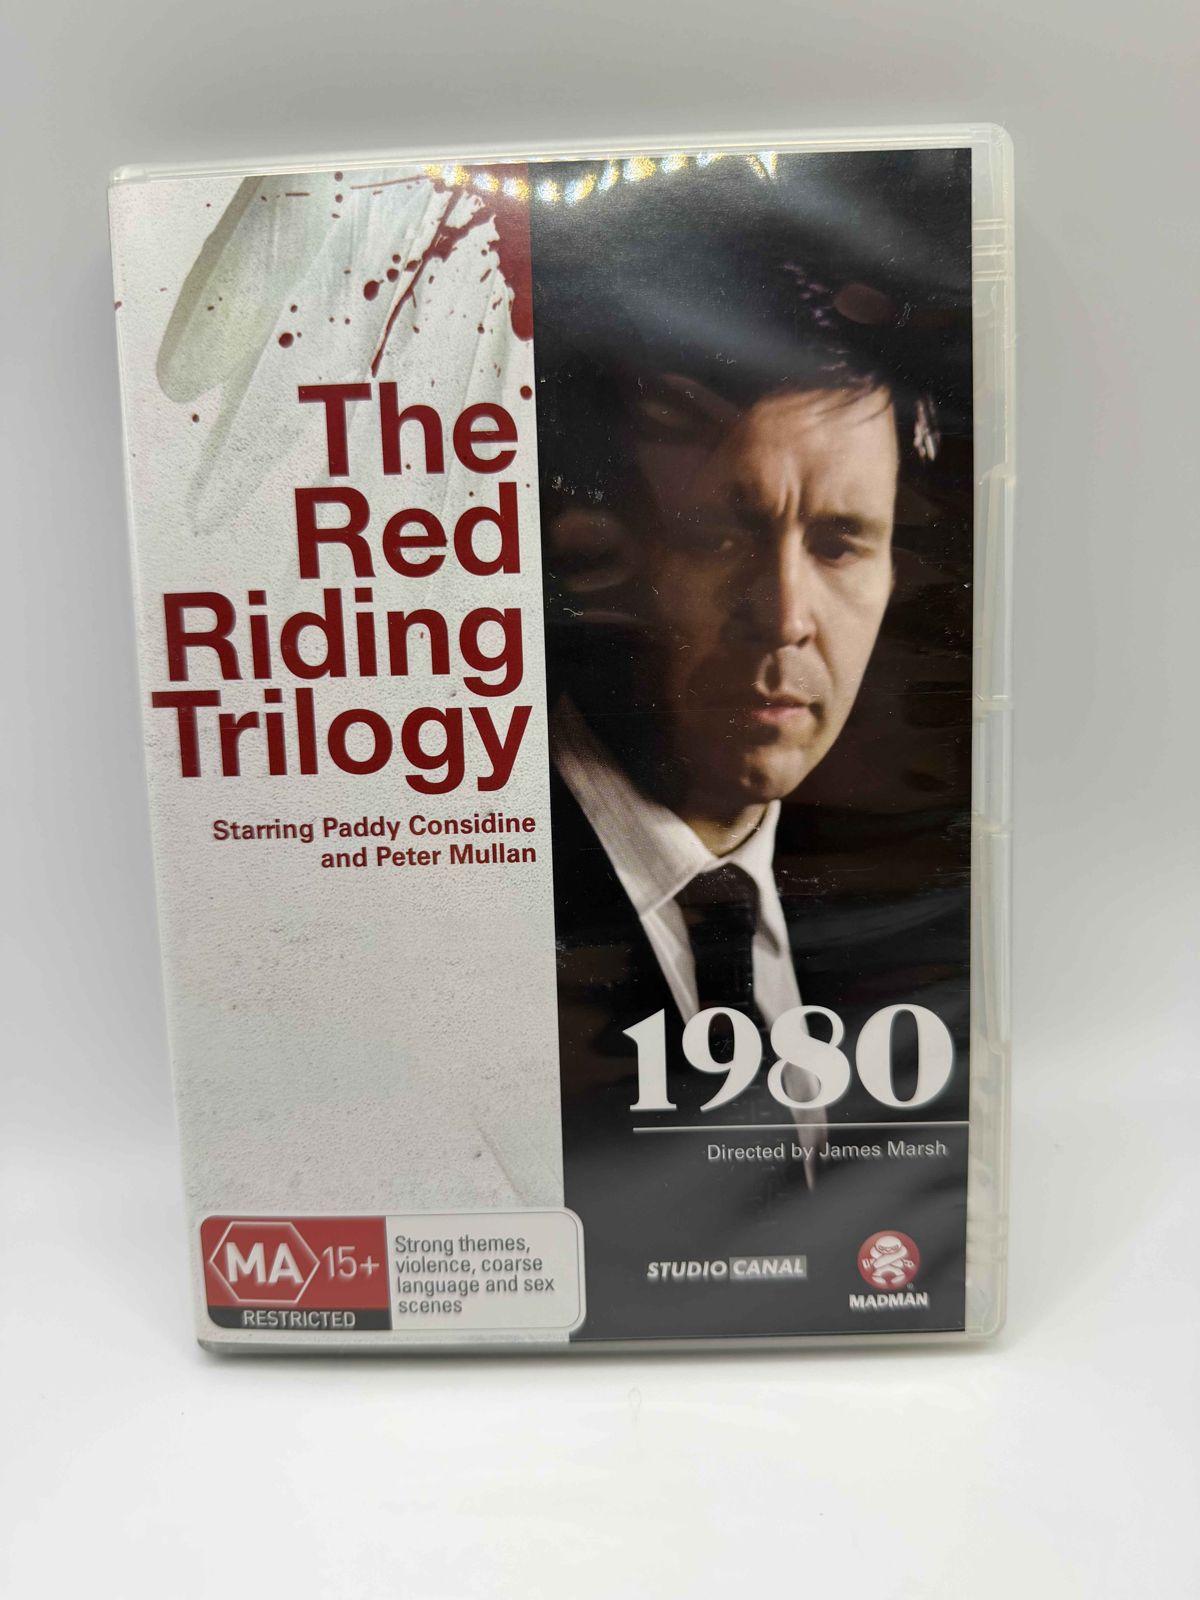 The
Red
Riding
Trilogy
Starring Paddy Considine
and Peter Mullan
1980
Directed by James Marsh
MA 15+
RESTRICTED
Strong themes,
violence, coarse
language and sex
scenes
STUDIO CANAL
MADMAN